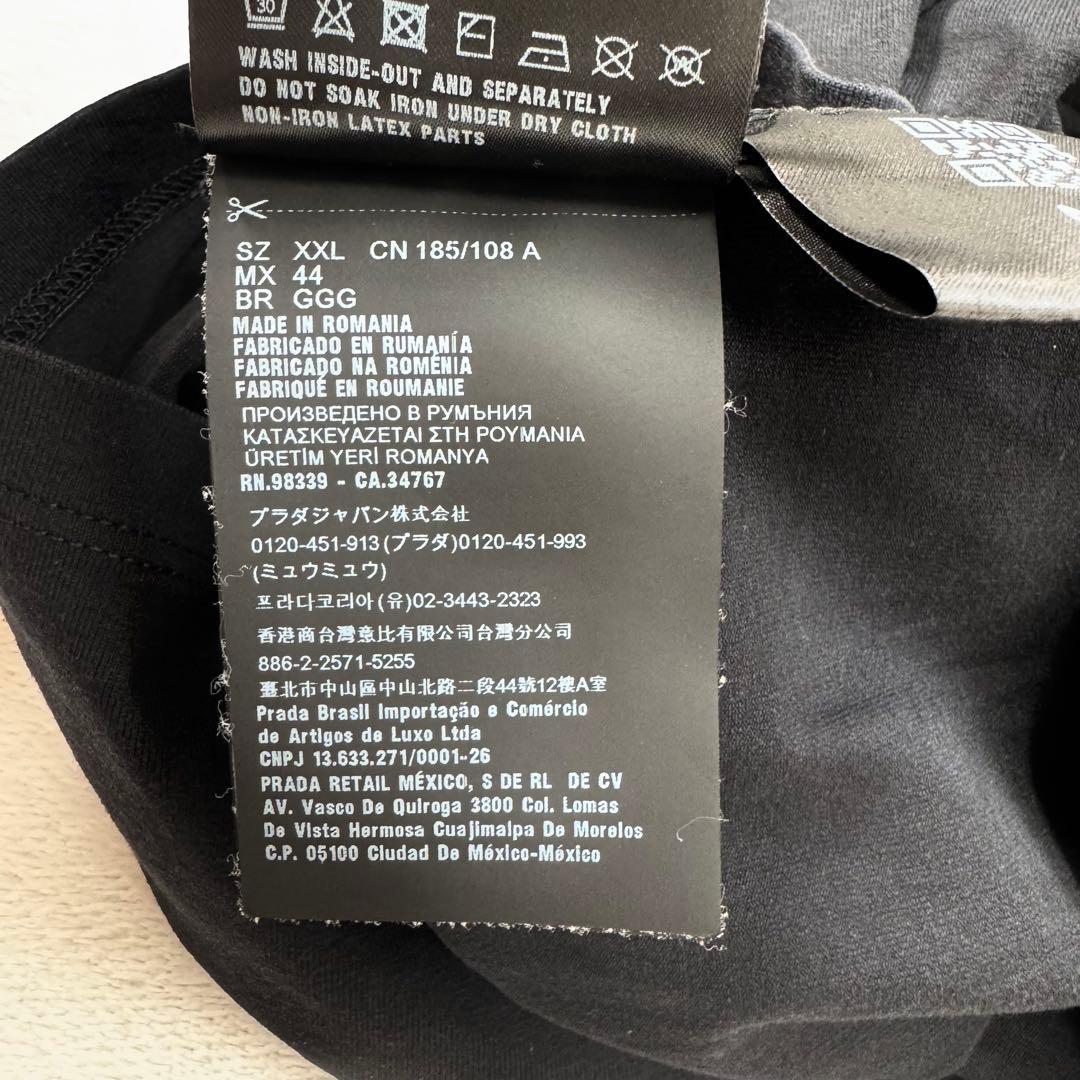 30
WASH INSIDE-OUT AND SEPARATELY
DO NOT SOAK IRON UNDER DRY CLOTH
NON-IRON LATEX PARTS
SZ XXL CN 185/108 A
MX 44
BR GGG
MADE IN ROMANIA
FABRICADO EN RUMANÍA
FABRICADO NA ROMÊNIA
FABRIQUÉ EN ROUMANIE
ПРОИЗВЕДЕНО В РУМЪНИЯ
ΚΑΤΑΣΚΕΥΑΖΕΤΑΙ ΣΤΗ ΡΟΥΜΑΝΙΑ
ÜRETİM YERİ ROMANYA
RN.98339 - CA.34767
プラダジャパン株式会社
0120-451-913(プラダ)0120-451-993
(ミュウミュウ)
프라다코리아(유)02-3443-2323
香港商台灣意比有限公司台灣分公司
886-2-2571-5255
臺北市中山區中山北路二段44號12樓A室
Prada Brasil Importação e Comércio
de Artigos de Luxo Ltda
CNPJ 13.633.271/0001-26
PRADA RETAIL MÉXICO, S DE RL DE CV
AV. Vasco De Quiroga 3800 Col. Lomas
De Vista Hermosa Cuajimalpa De Morelos
C.P. 05100 Ciudad De México-México